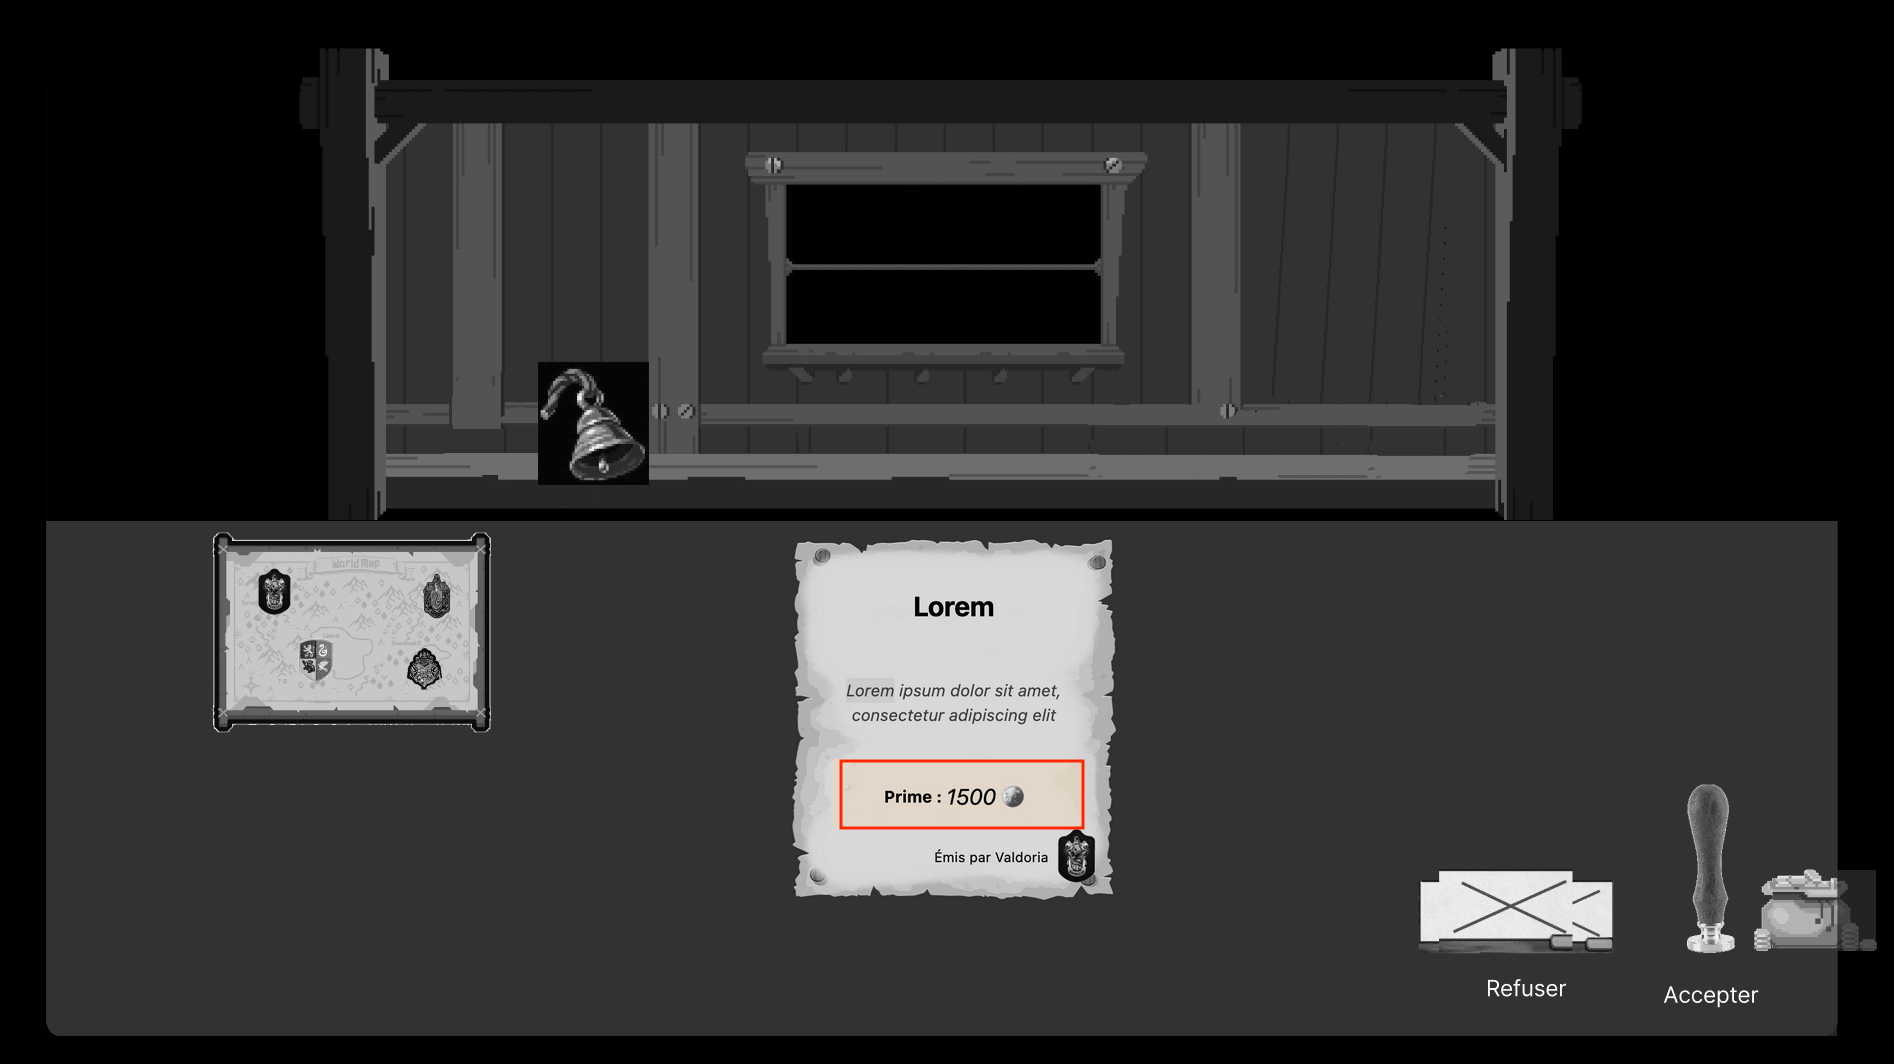 World Map
Lorem
Lorem ipsum dolor sit amet,
consectetur adipiscing elit
Prime : 1500
Émis par Valdoria
Refuser
Accepter